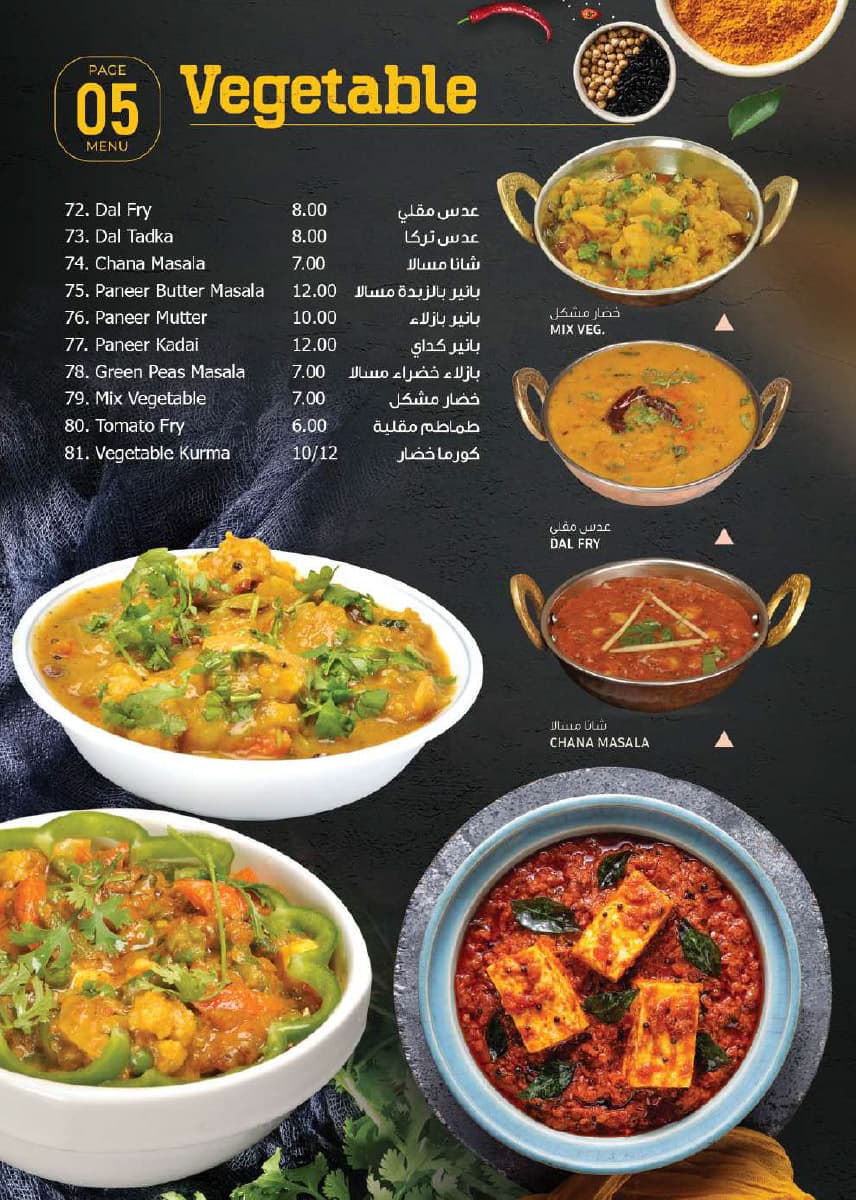 PAGE
05
MENU
Vegetable
72. Dal Fry 8.00 عدس مقلي
73. Dal Tadka 8.00 عدس تركا
74. Chana Masala 7.00 شانا مسالا
75. Paneer Butter Masala 12.00 بانير بالزبدة مسالا
76. Paneer Mutter 10.00 بانير بازلاء
77. Paneer Kadai 12.00 بانير كداي
78. Green Peas Masala 7.00 بازلاء خضراء مسالا
79. Mix Vegetable 7.00 خضار مشكل
80. Tomato Fry 6.00 طماطم مقلية
81. Vegetable Kurma 10/12 كورما خضار
خضار مشكل
MIX VEG.
عدس مقلي
DAL FRY
شانا مسالا
CHANA MASALA